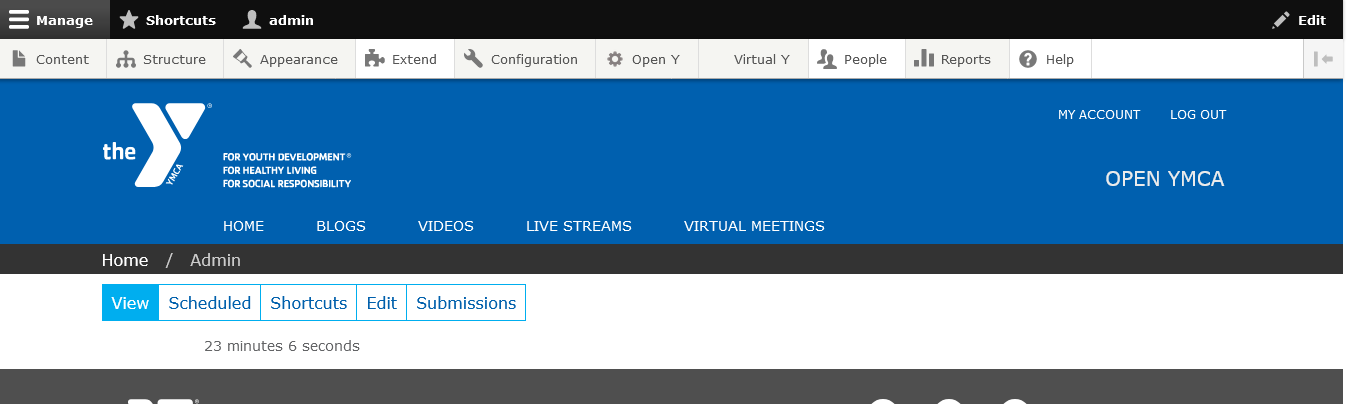 Manage Shortcuts admin Edit
Content Structure Appearance Extend Configuration Open Y Virtual Y People Reports Help
MY ACCOUNT LOG OUT
the Y ® YMCA
FOR YOUTH DEVELOPMENT®
FOR HEALTHY LIVING
FOR SOCIAL RESPONSIBILITY
OPEN YMCA
HOME BLOGS VIDEOS LIVE STREAMS VIRTUAL MEETINGS
Home / Admin
View Scheduled Shortcuts Edit Submissions
23 minutes 6 seconds